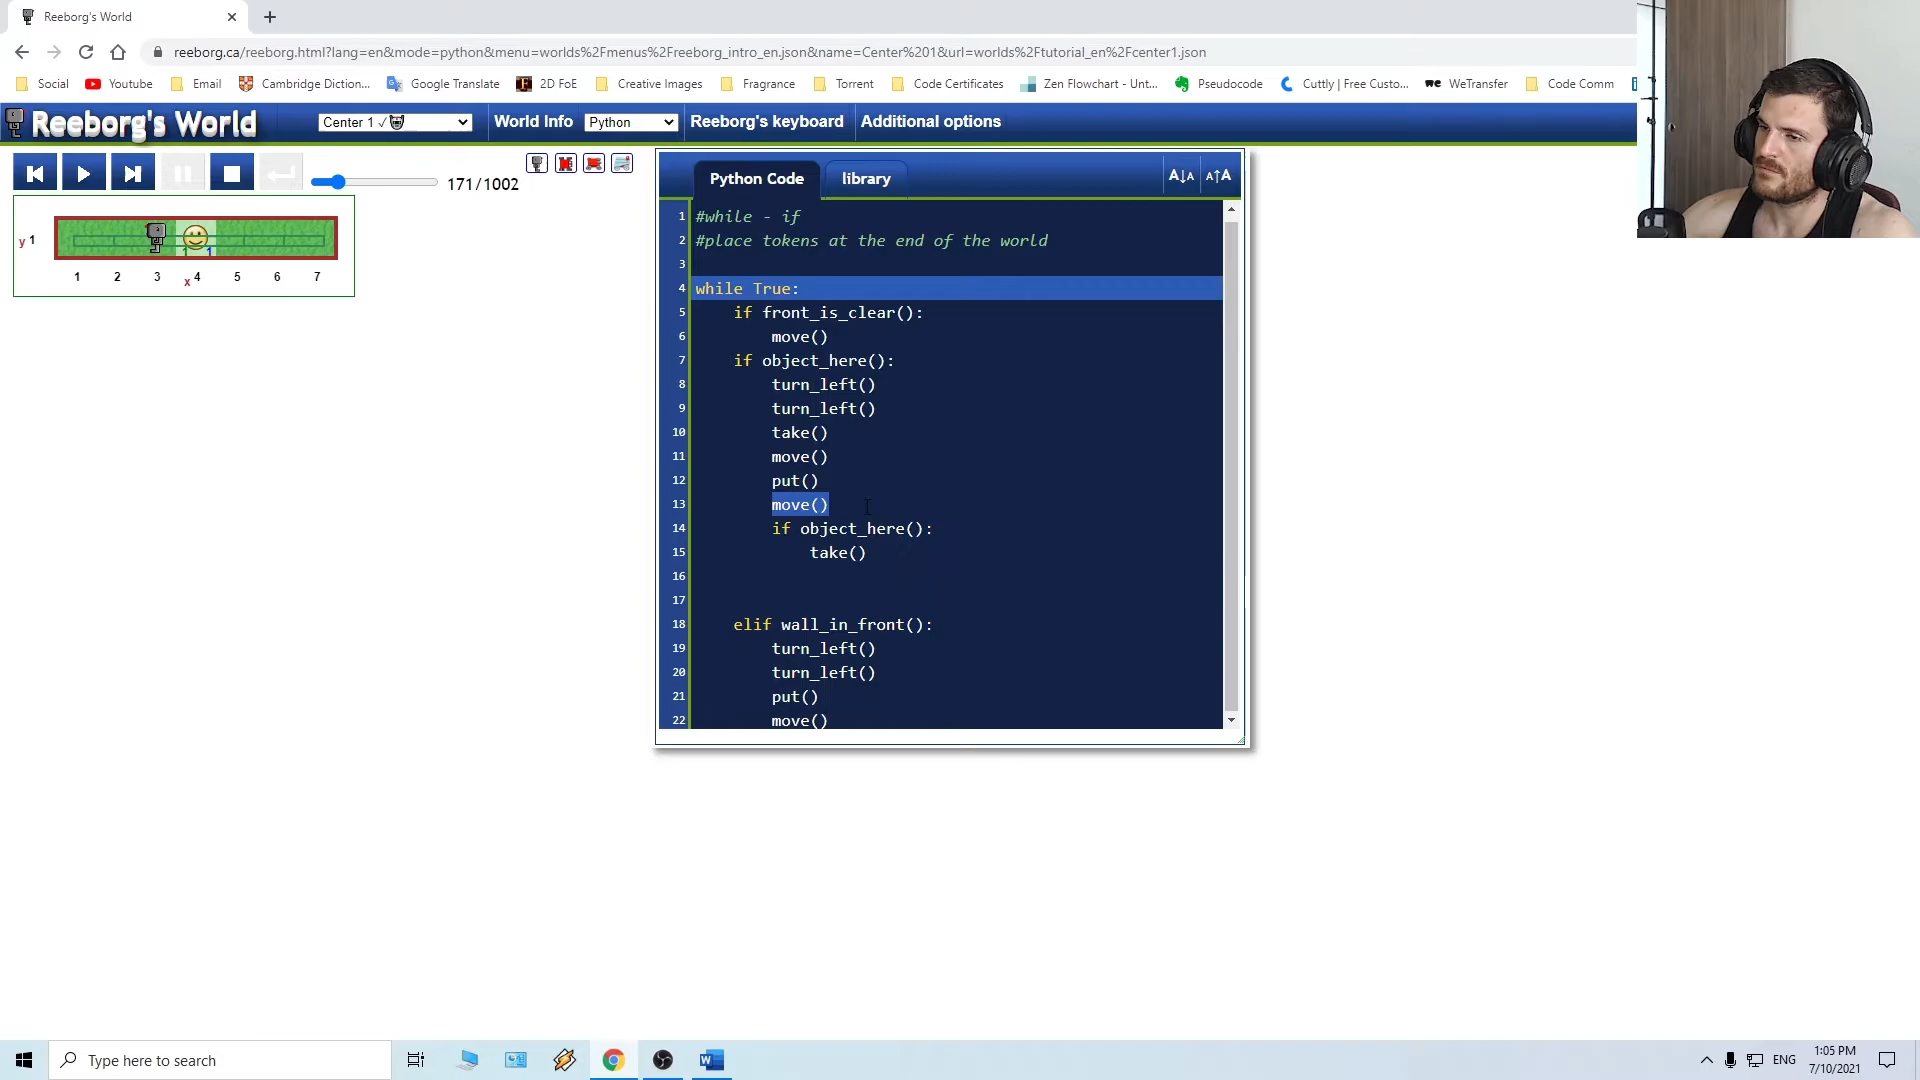 Reeborg's World
reeborg.ca/reeborg.html?lang=en&mode=python&menu=worlds%2Fmenus%2Freeborg_intro_en.json&name=Center%201&url=worlds%2Ftutorial_en%2Fcenter1.json
Social Youtube Email Cambridge Diction... Google Translate 2D FoE Creative Images Fragrance Torrent Code Certificates Zen Flowchart - Unt... Pseudocode Cuttly | Free Custo... WeTransfer Code Comm
Reeborg's World Center 1 ✓ World Info Python Reeborg's keyboard Additional options
171/1002
y 1
1 2 3 x 4 5 6 7
1 1
Python Code library A↓A A↑A
1 #while - if
2 #place tokens at the end of the world
3
4 while True:
5 if front_is_clear():
6 move()
7 if object_here():
8 turn_left()
9 turn_left()
10 take()
11 move()
12 put()
13 move()
14 if object_here():
15 take()
16
17
18 elif wall_in_front():
19 turn_left()
20 turn_left()
21 put()
22 move()
Type here to search
ENG
1:05 PM
7/10/2021